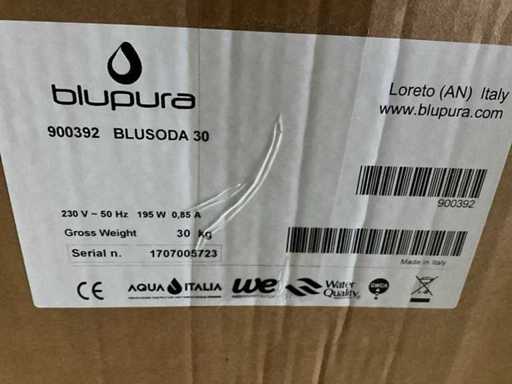 blupura
Loreto (AN) Italy
www.blupura.com
900392 BLUSODA 30
900392
230 V ~ 50 Hz 195 W 0,85 A
Gross Weight 30 kg
Serial n. 1707005723
Made in Italy
CE AQUA ITALIA we Water Quality